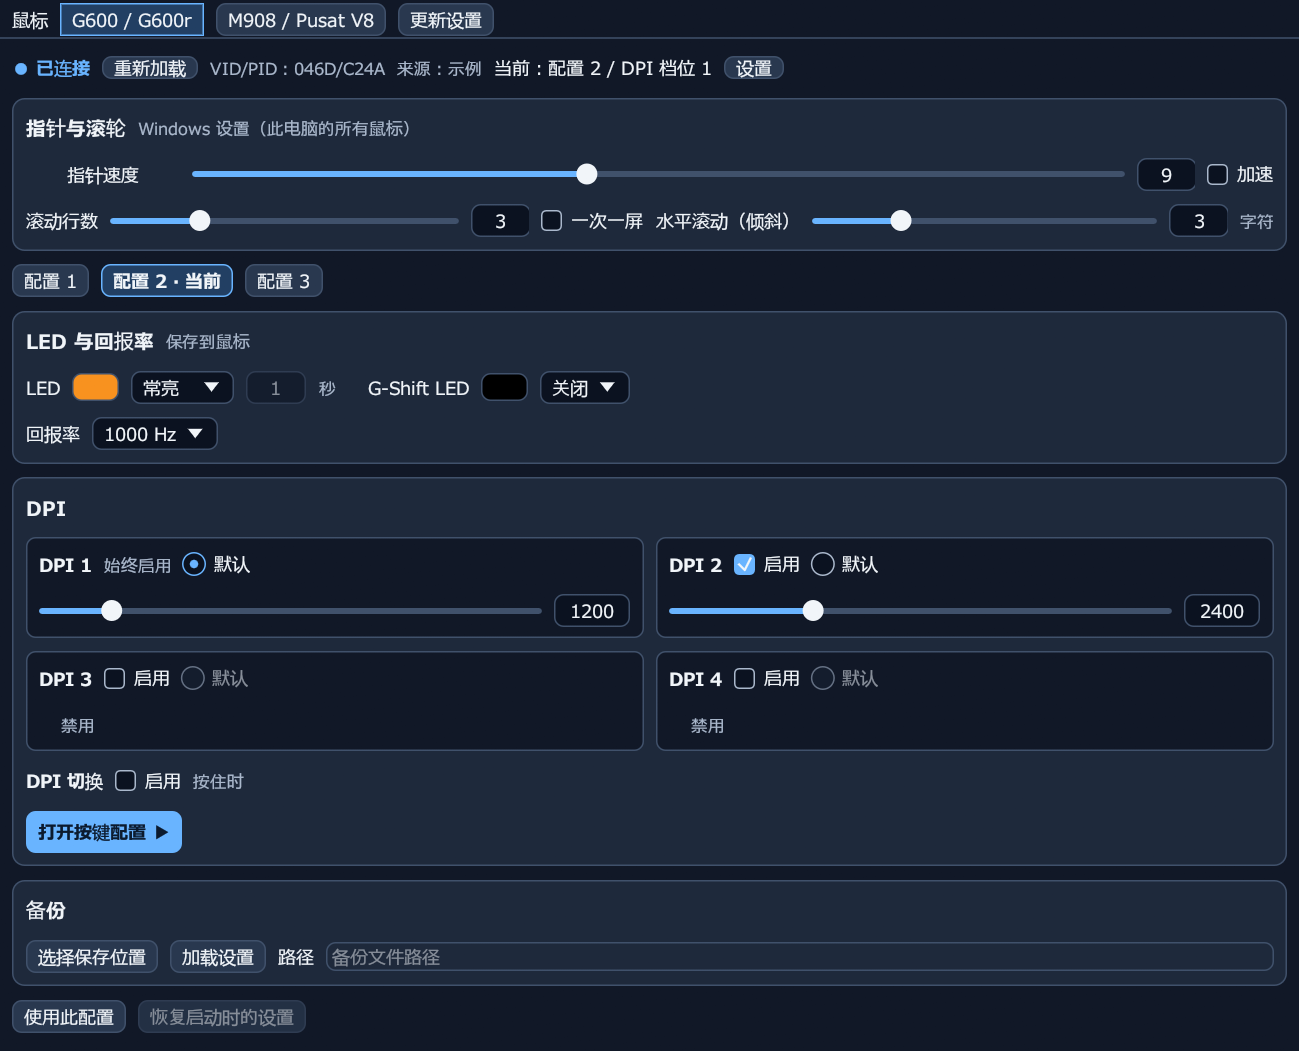 鼠标 G600 / G600r M908 / Pusat V8 更新设置
已连接 重新加载 VID/PID：046D/C24A 来源：示例 当前：配置 2 / DPI 档位 1 设置
指针与滚轮 Windows 设置（此电脑的所有鼠标）
指针速度 9 加速
滚动行数 3 一次一屏 水平滚动（倾斜） 3 字符
配置 1 配置 2 · 当前 配置 3
LED 与回报率 保存到鼠标
LED 常亮 1 秒 G-Shift LED 关闭
回报率 1000 Hz
DPI
DPI 1 始终启用 默认
1200
DPI 2 启用 默认
2400
DPI 3 启用 默认
禁用
DPI 4 启用 默认
禁用
DPI 切换 启用 按住时
打开按键配置 ▶
备份
选择保存位置 加载设置 路径 备份文件路径
使用此配置 恢复启动时的设置